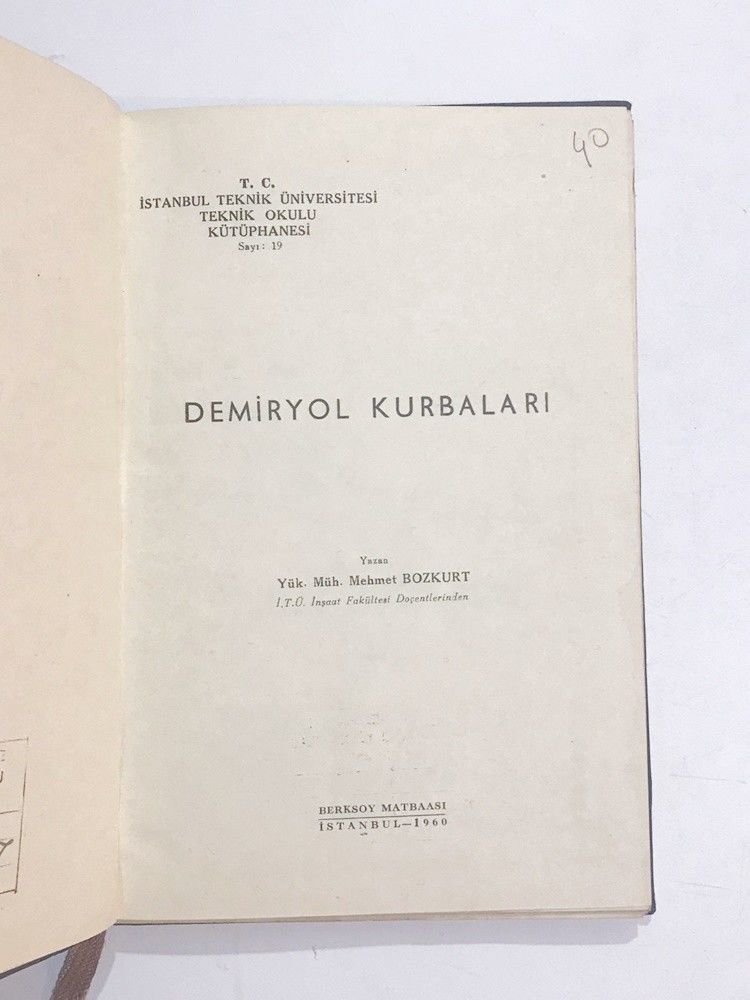 40
T. C.
İSTANBUL TEKNİK ÜNİVERSİTESİ
TEKNİK OKULU
KÜTÜPHANESİ
Sayı: 19
DEMİRYOL KURBALARI
Yazan
Yük. Müh. Mehmet BOZKURT
İ.T.Ü. İnşaat Fakültesi Doçentlerinden
BERKSOY MATBAASI
İSTANBUL—1960